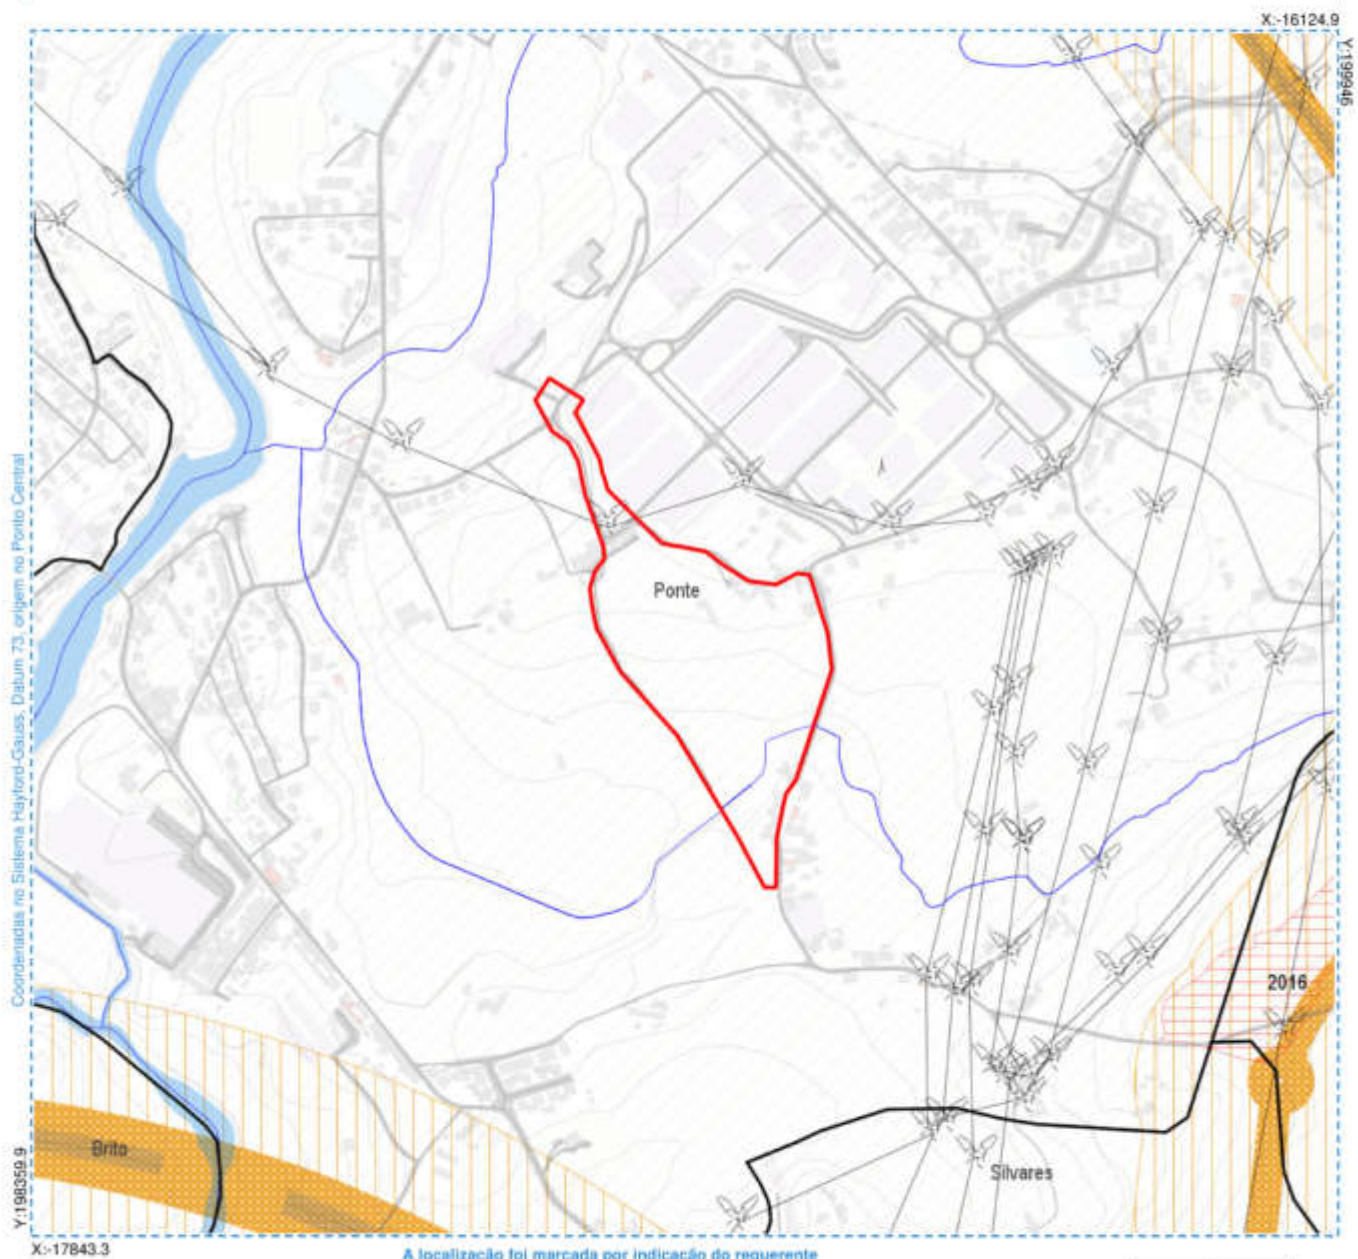 X:-16124.9
Y:199946
Coordenadas no Sistema Hayford-Gauss, Datum 73, origem no Ponto Central
Ponte
2016
Brito
Silvares
Y:198359.9
X:-17843.3
A localização foi marcada por indicação do requerente